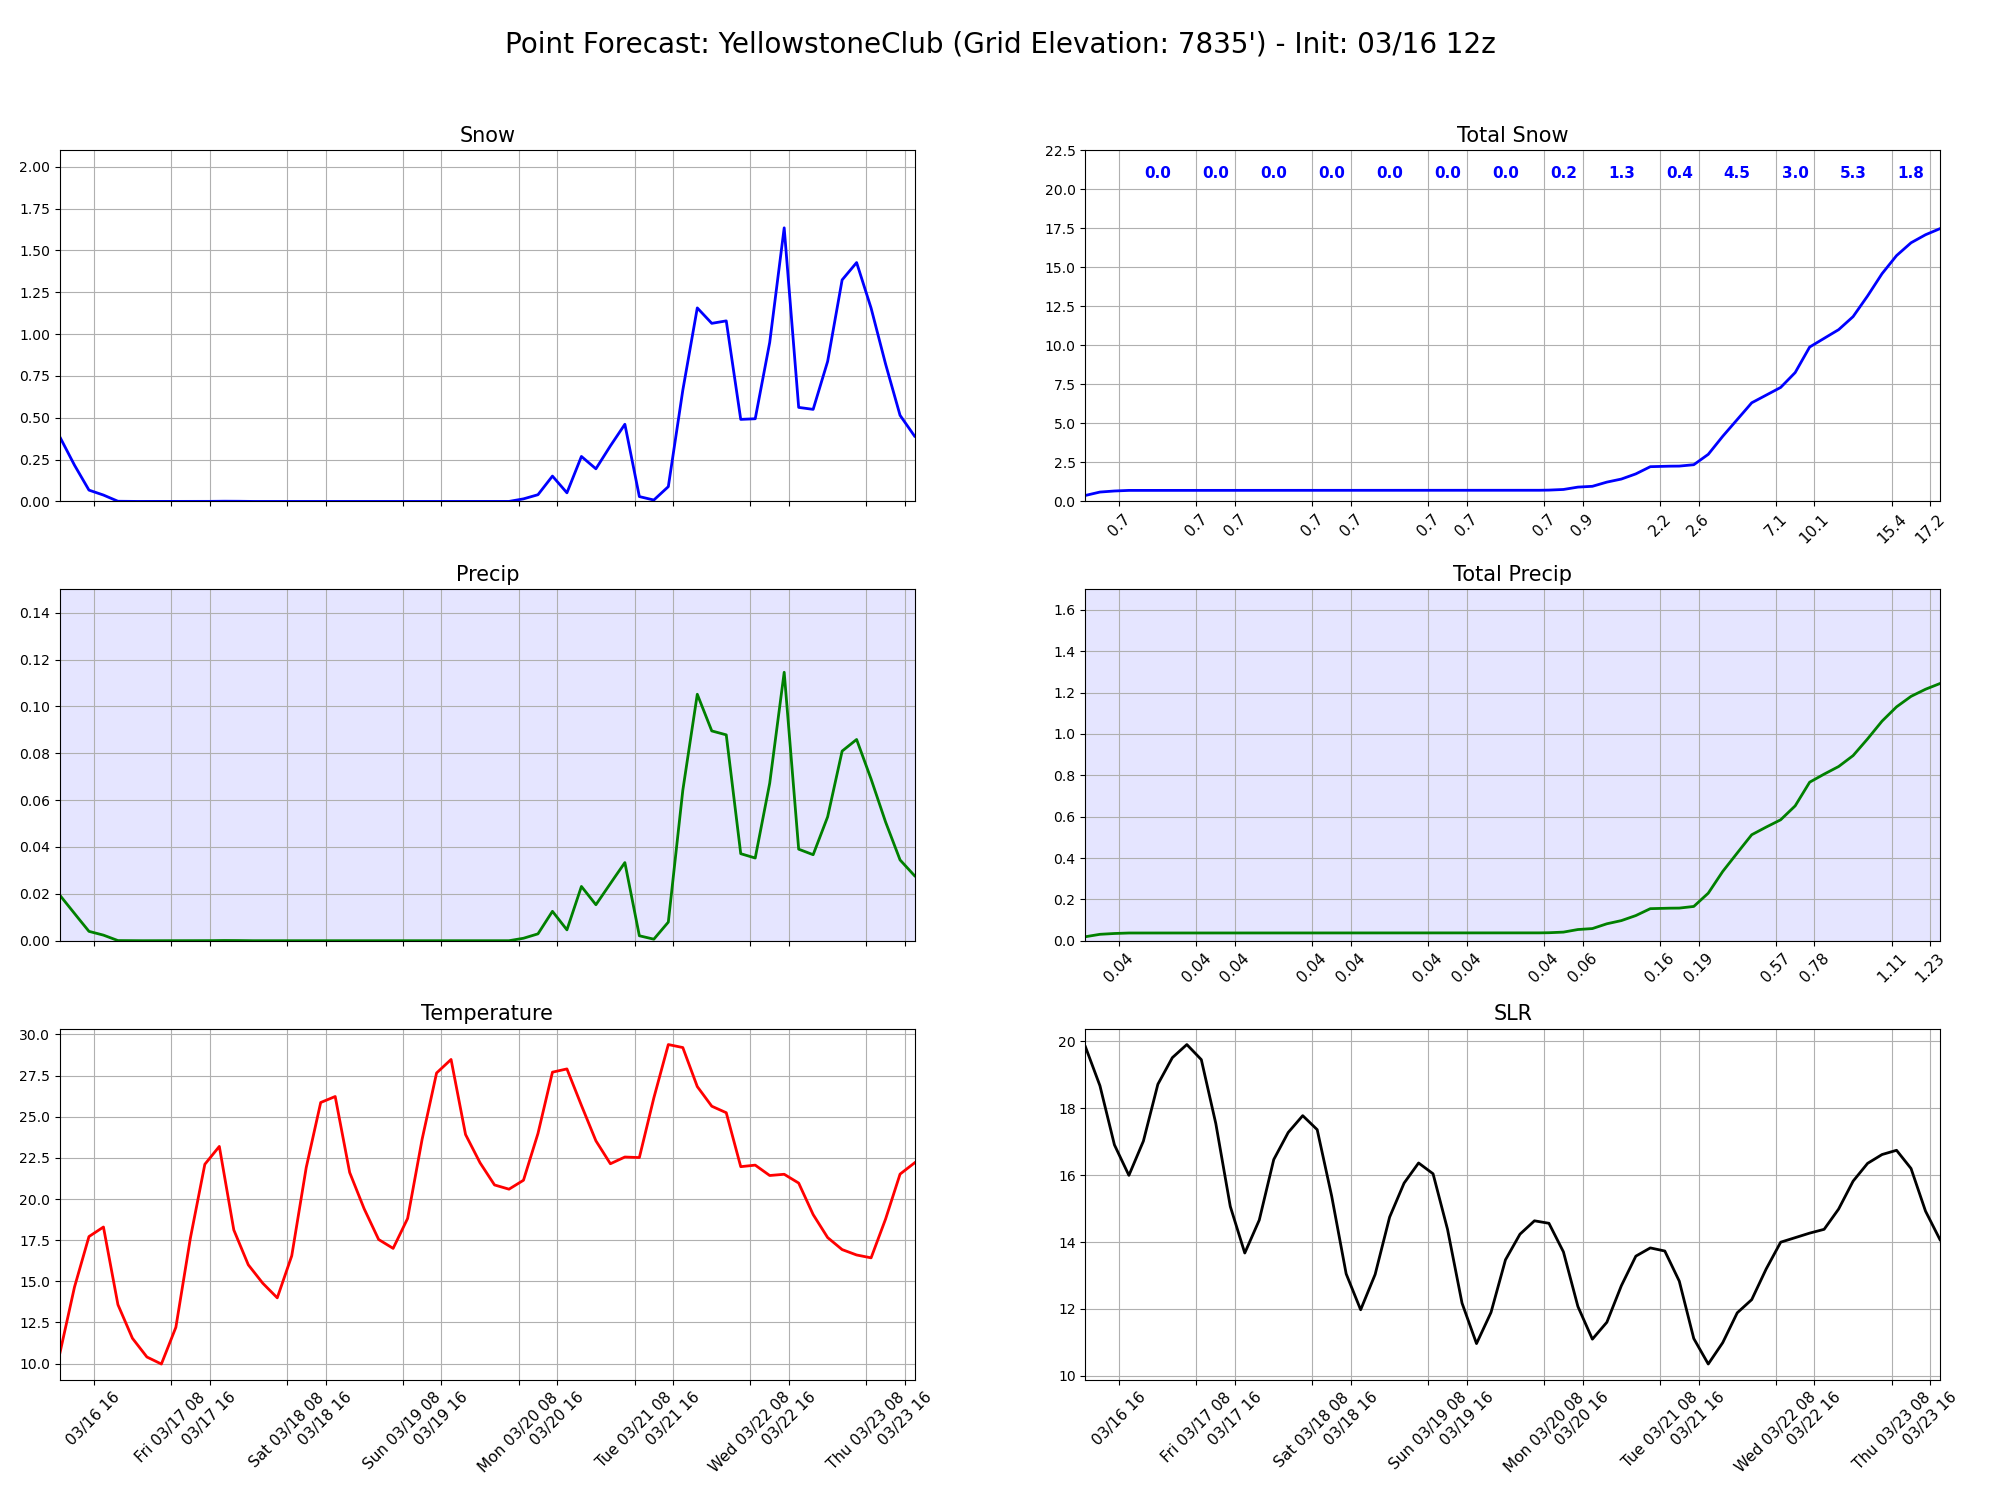 Point Forecast: YellowstoneClub (Grid Elevation: 7835') - Init: 03/16 12z
Snow
2.00
1.75
1.50
1.25
1.00
0.75
0.50
0.25
0.00
Total Snow
22.5
20.0
17.5
15.0
12.5
10.0
7.5
5.0
2.5
0.0
0.0 0.0 0.0 0.0 0.0 0.0 0.0 0.2 1.3 0.4 4.5 3.0 5.3 1.8
0.7 0.7 0.7 0.7 0.7 0.7 0.7 0.7 0.9 2.2 2.6 7.1 10.1 15.4 17.2
Precip
0.14
0.12
0.10
0.08
0.06
0.04
0.02
0.00
Total Precip
1.6
1.4
1.2
1.0
0.8
0.6
0.4
0.2
0.0
0.04 0.04 0.04 0.04 0.04 0.04 0.04 0.04 0.06 0.16 0.19 0.57 0.78 1.11 1.23
Temperature
30.0
27.5
25.0
22.5
20.0
17.5
15.0
12.5
10.0
03/16 16
Fri 03/17 08
03/17 16
Sat 03/18 08
03/18 16
Sun 03/19 08
03/19 16
Mon 03/20 08
03/20 16
Tue 03/21 08
03/21 16
Wed 03/22 08
03/22 16
Thu 03/23 08
03/23 16
SLR
20
18
16
14
12
10
03/16 16
Fri 03/17 08
03/17 16
Sat 03/18 08
03/18 16
Sun 03/19 08
03/19 16
Mon 03/20 08
03/20 16
Tue 03/21 08
03/21 16
Wed 03/22 08
03/22 16
Thu 03/23 08
03/23 16